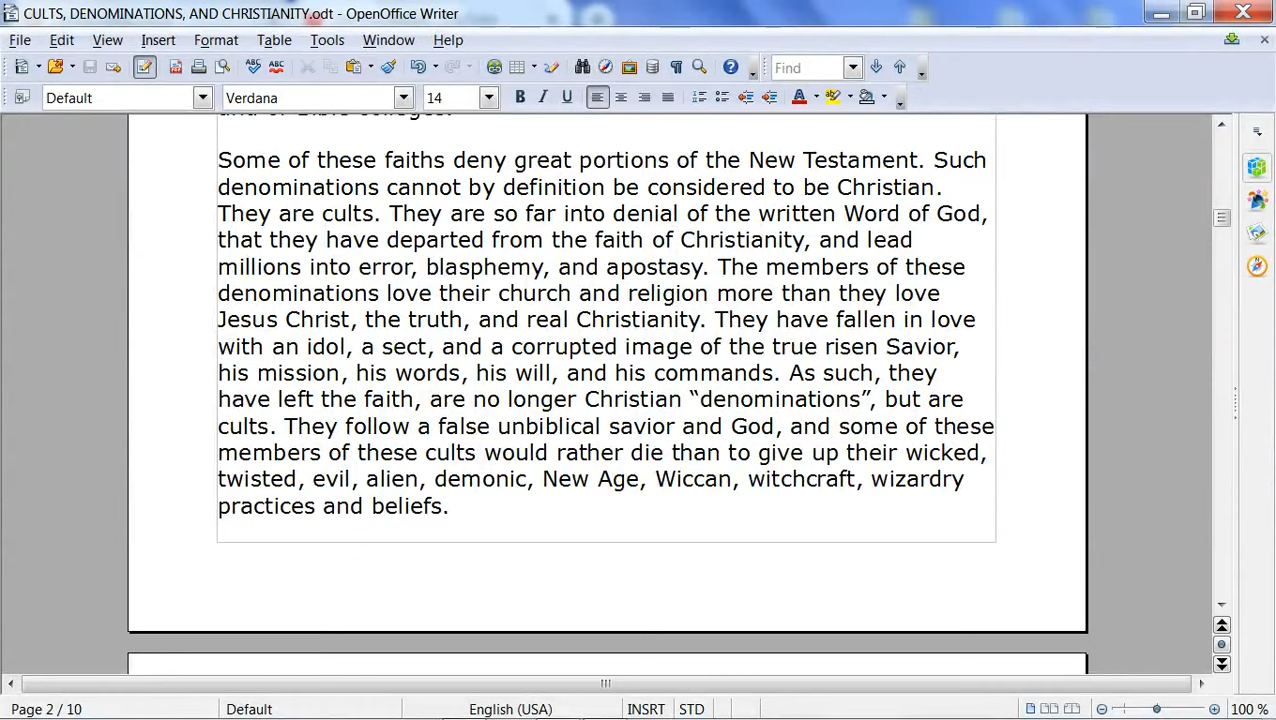 CULTS, DENOMINATIONS, AND CHRISTIANITY.odt - OpenOffice Writer
File Edit View Insert Format Table Tools Window Help
Find
Default Verdana 14
and or Bible colleges.
Some of these faiths deny great portions of the New Testament. Such
denominations cannot by definition be considered to be Christian.
They are cults. They are so far into denial of the written Word of God,
that they have departed from the faith of Christianity, and lead
millions into error, blasphemy, and apostasy. The members of these
denominations love their church and religion more than they love
Jesus Christ, the truth, and real Christianity. They have fallen in love
with an idol, a sect, and a corrupted image of the true risen Savior,
his mission, his words, his will, and his commands. As such, they
have left the faith, are no longer Christian “denominations”, but are
cults. They follow a false unbiblical savior and God, and some of these
members of these cults would rather die than to give up their wicked,
twisted, evil, alien, demonic, New Age, Wiccan, witchcraft, wizardry
practices and beliefs.
Page 2 / 10 Default English (USA) INSRT STD 100 %